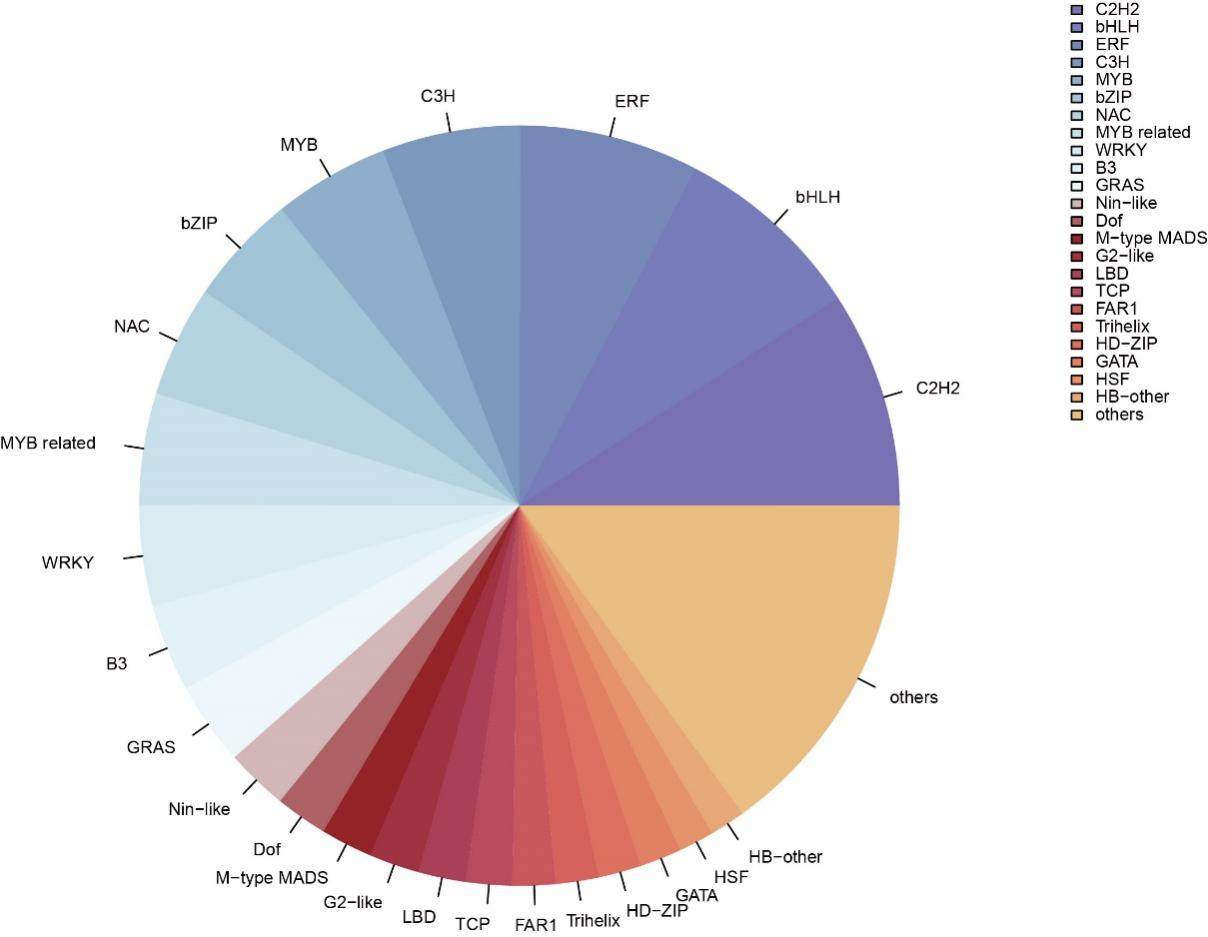 C3H
ERF
MYB
bHLH
bZIP
NAC
C2H2
MYB related
WRKY
B3
others
GRAS
Nin−like
Dof
HB−other
M−type MADS
HSF
G2−like
GATA
LBD
HD−ZIP
TCP
FAR1
Trihelix
C2H2
bHLH
ERF
C3H
MYB
bZIP
NAC
MYB related
WRKY
B3
GRAS
Nin−like
Dof
M−type MADS
G2−like
LBD
TCP
FAR1
Trihelix
HD−ZIP
GATA
HSF
HB−other
others